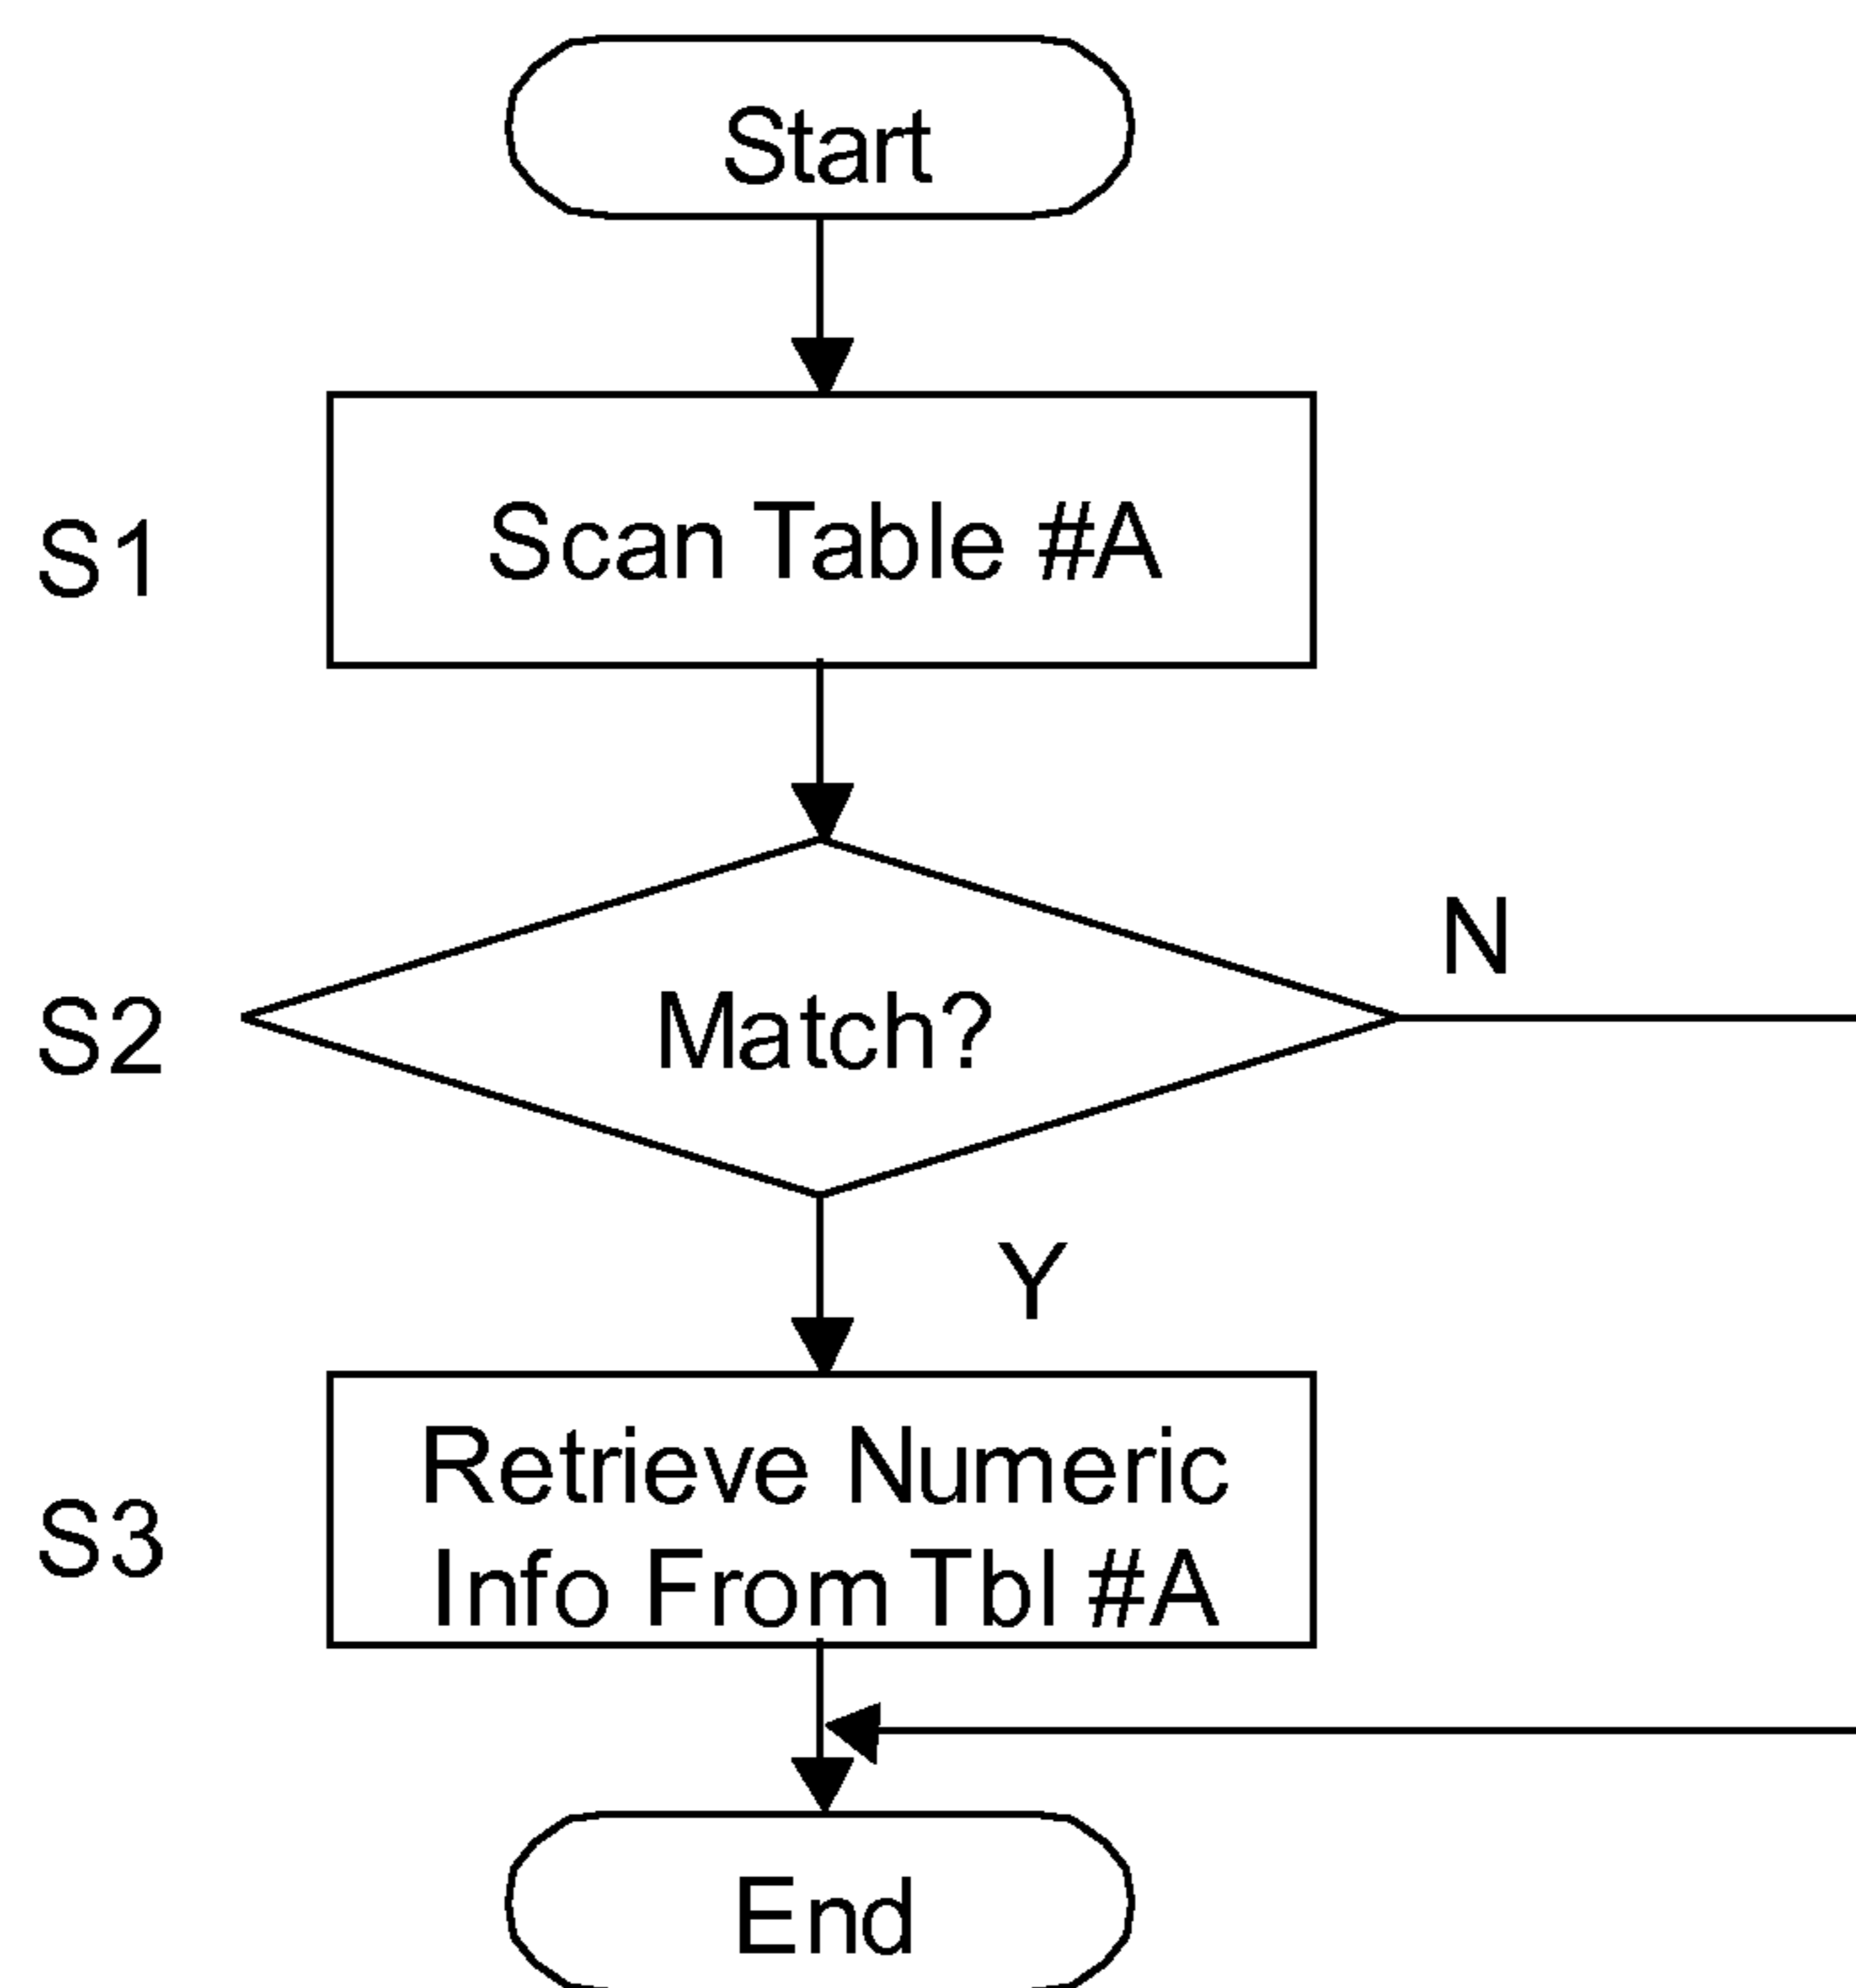 Start
S1
Scan Table #A
N
S2
Match?
Y
S3
Retrieve Numeric
Info From Tbl #A
End